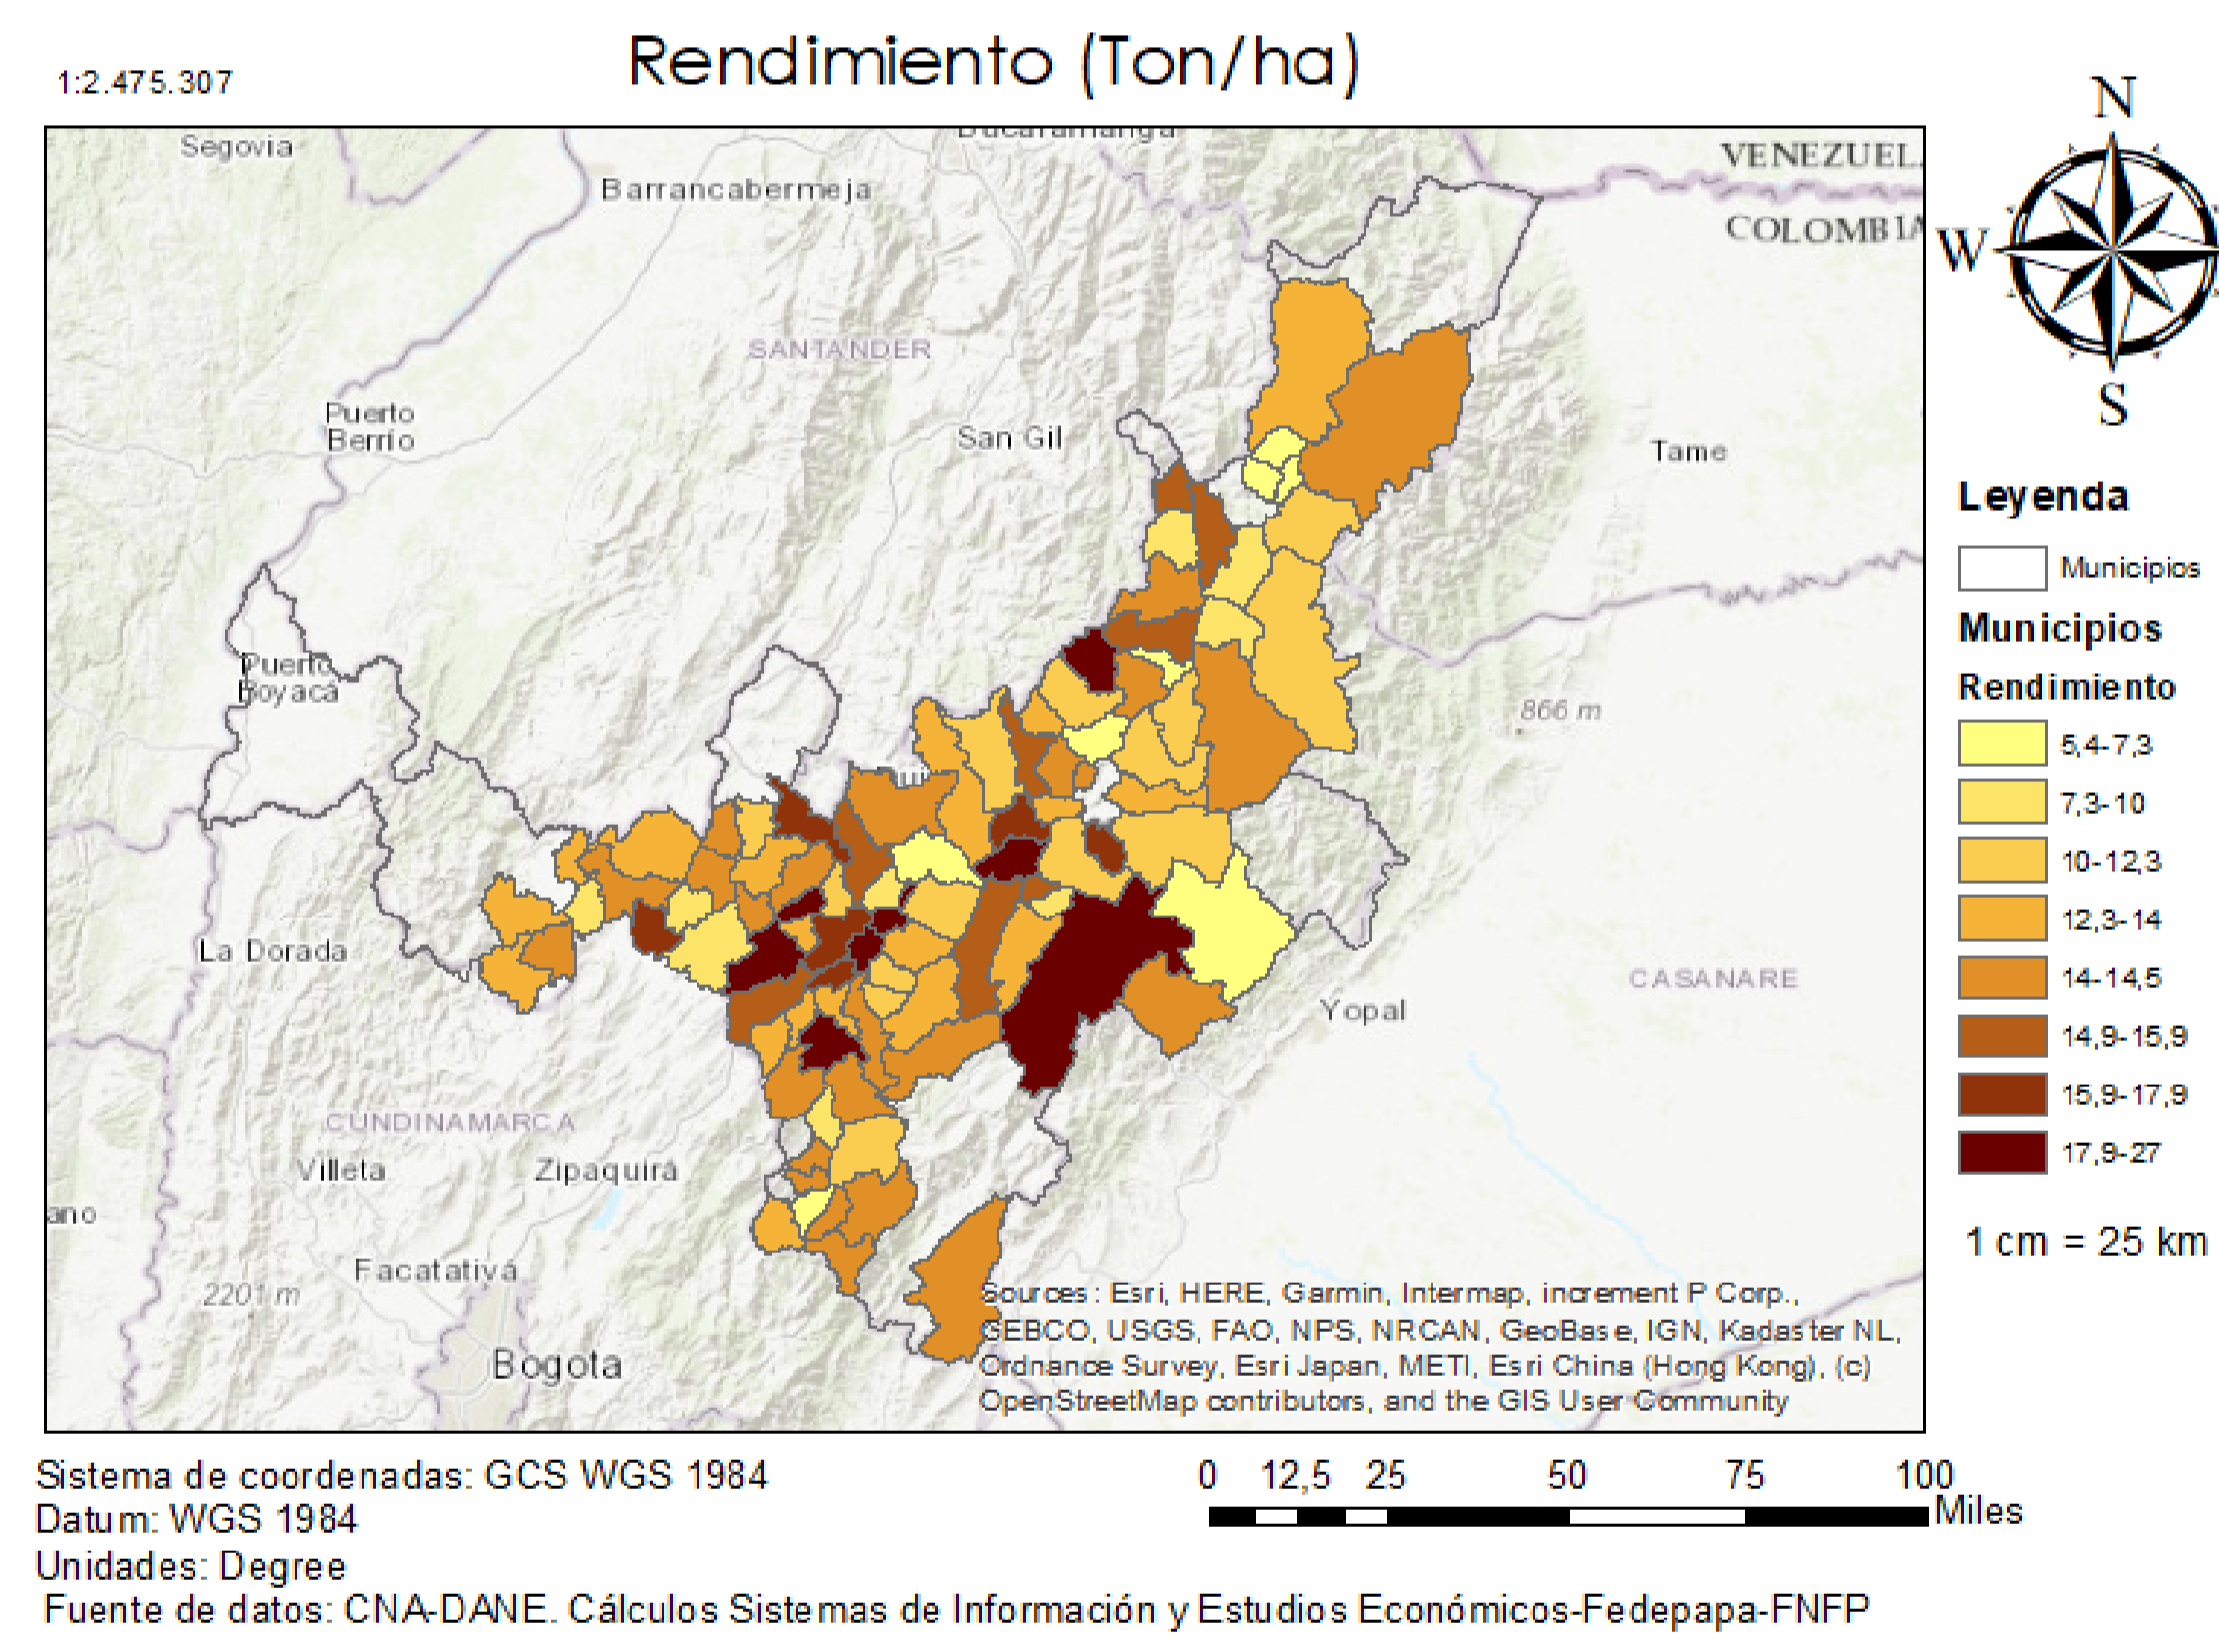 Rendimiento (Ton/ha)
1:2.475.307
N
W
S
Segovia
Barrancabermeja
VENEZUEL
COLOMBIA
SANTANDER
Puerto
Berrío
San Gil
Tame
Puerto
Boyacá
866 m
La Dorada
CASANARE
Yopal
CUNDINAMARCA
Villeta
Zipaquirá
ano
Facatativá
2201 m
Bogota
Sources: Esri, HERE, Garmin, Intermap, increment P Corp.,
GEBCO, USGS, FAO, NPS, NRCAN, GeoBase, IGN, Kadaster NL,
Ordnance Survey, Esri Japan, METI, Esri China (Hong Kong), (c)
OpenStreetMap contributors, and the GIS User Community
Leyenda
Municipios
Municipios
Rendimiento
5,4-7,3
7,3-10
10-12,3
12,3-14
14-14,5
14,9-15,9
15,9-17,9
17,9-27
1 cm = 25 km
Sistema de coordenadas: GCS WGS 1984
Datum: WGS 1984
Unidades: Degree
0 12,5 25 50 75 100
Miles
Fuente de datos: CNA-DANE. Cálculos Sistemas de Información y Estudios Económicos-Fedepapa-FNFP